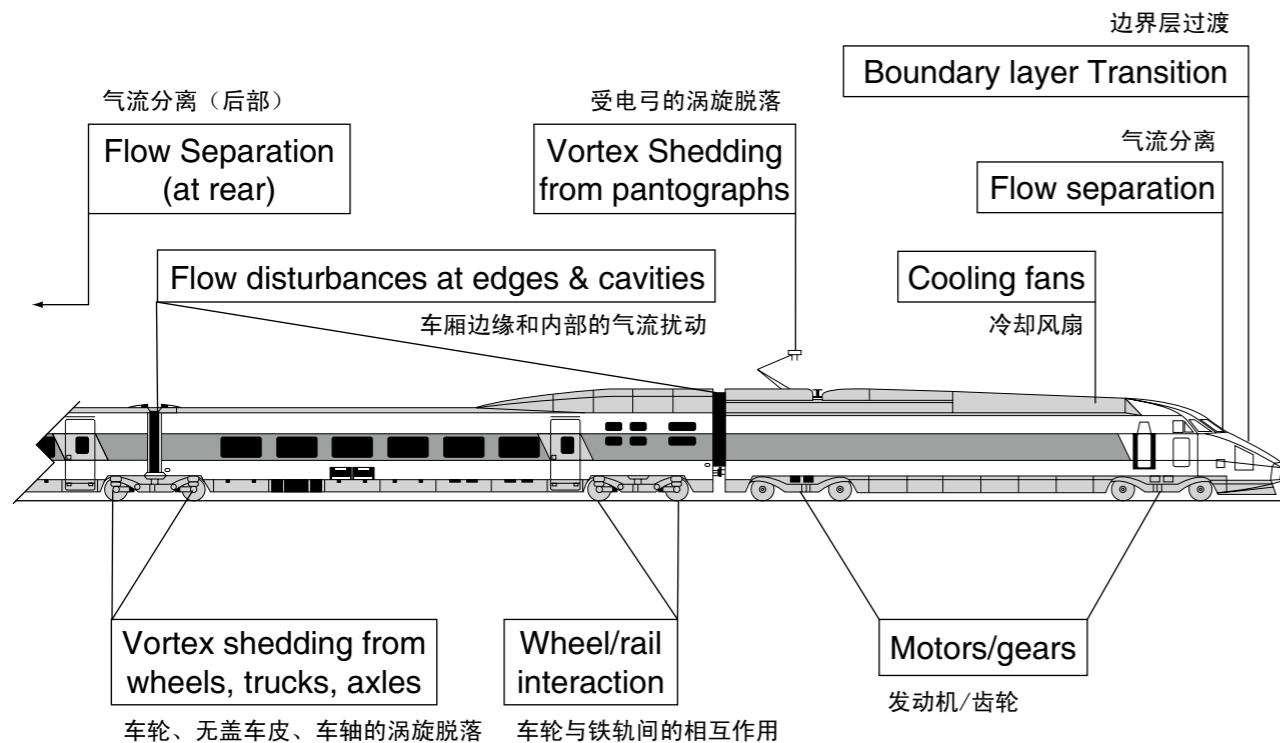 边界层过渡
Boundary layer Transition
气流分离（后部）
Flow Separation
(at rear)
受电弓的涡旋脱落
Vortex Shedding
from pantographs
气流分离
Flow separation
Flow disturbances at edges & cavities
车厢边缘和内部的气流扰动
Cooling fans
冷却风扇
Vortex shedding from
wheels, trucks, axles
车轮、无盖车皮、车轴的涡旋脱落
Wheel/rail
interaction
车轮与铁轨间的相互作用
Motors/gears
发动机/齿轮